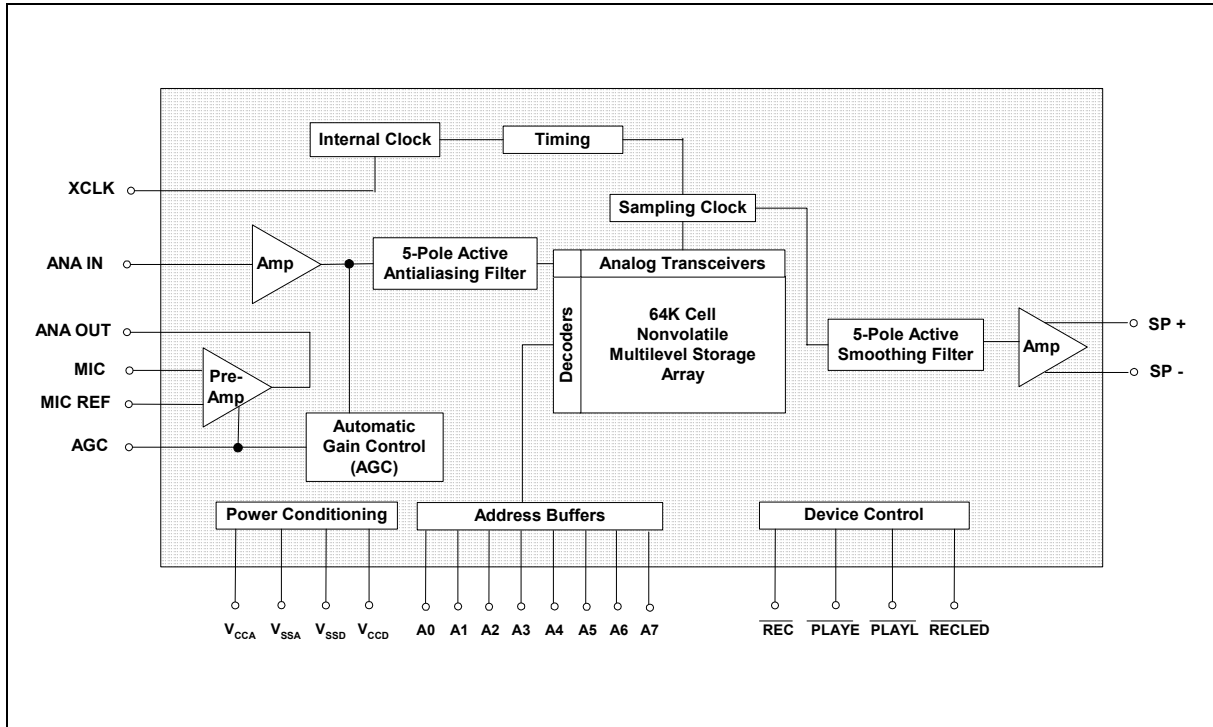 Internal Clock
Timing
XCLK
Sampling Clock
ANA IN
Amp
5-Pole Active
Antialiasing Filter
Analog Transceivers
Decoders
64K Cell
Nonvolatile
Multilevel Storage
Array
5-Pole Active
Smoothing Filter
Amp
SP +
SP -
ANA OUT
MIC
Pre-
Amp
MIC REF
AGC
Automatic
Gain Control
(AGC)
Power Conditioning
Address Buffers
Device Control
VCCA VSSA VSSD VCCD
A0 A1 A2 A3 A4 A5 A6 A7
REC PLAYE PLAYL RECLED